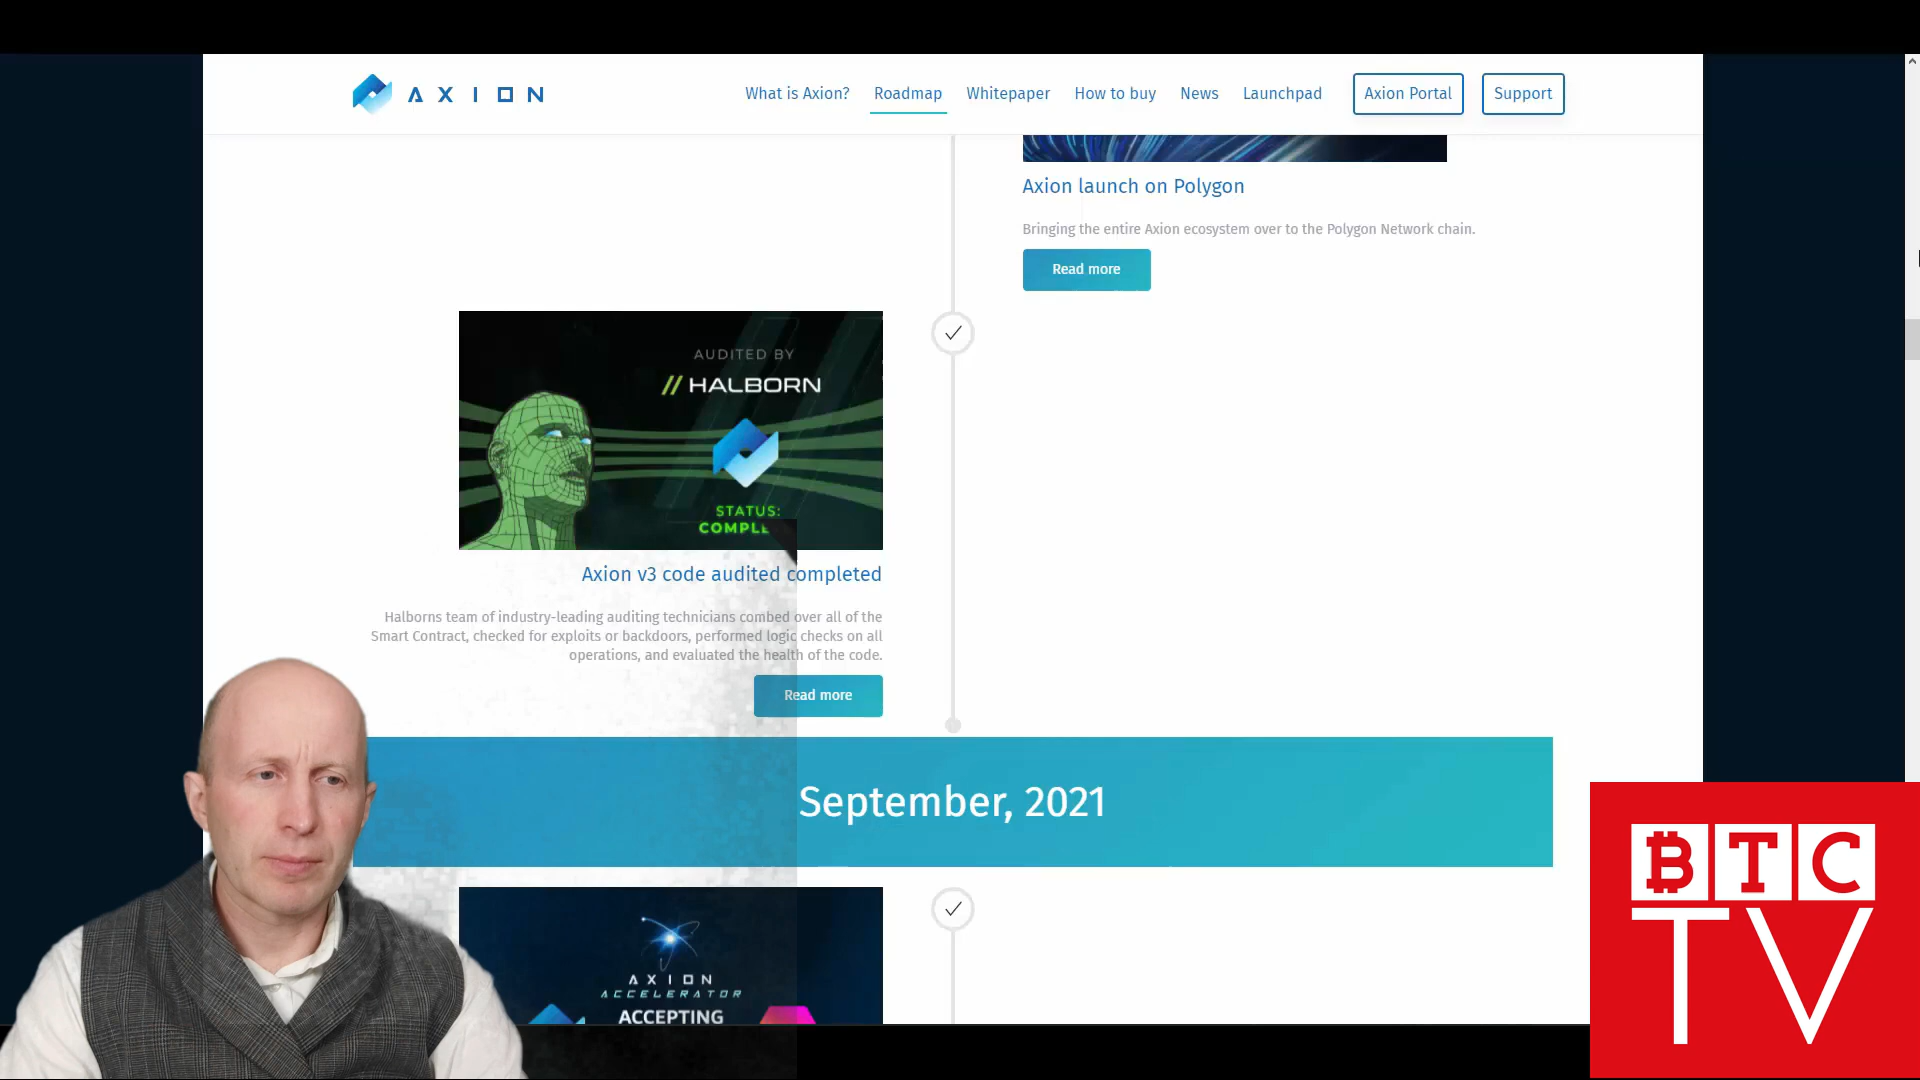 AXION
What is Axion? Roadmap Whitepaper How to buy News Launchpad Axion Portal Support
Axion launch on Polygon
Bringing the entire Axion ecosystem over to the Polygon Network chain.
Read more
AUDITED BY
// HALBORN
STATUS:
COMPLE
Axion v3 code audited completed
Halborns team of industry-leading auditing technicians combed over all of the
Smart Contract, checked for exploits or backdoors, performed logic checks on all
operations, and evaluated the health of the code.
Read more
September, 2021
AXION
ACCELERATOR
ACCEPTING
BTC
TV